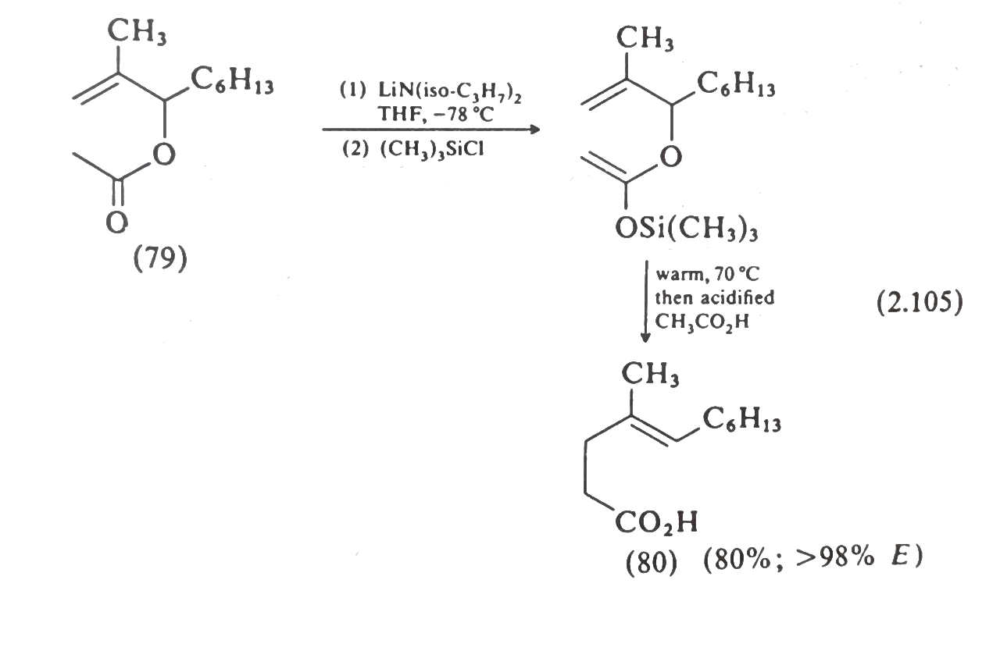 CH₃
C₆H₁₃
O
O
(79)
(1) LiN(iso-C₃H₇)₂
THF, −78 °C
(2) (CH₃)₃SiCl
CH₃
C₆H₁₃
O
OSi(CH₃)₃
warm, 70 °C
then acidified
CH₃CO₂H
(2.105)
CH₃
C₆H₁₃
CO₂H
(80) (80%; >98% E)